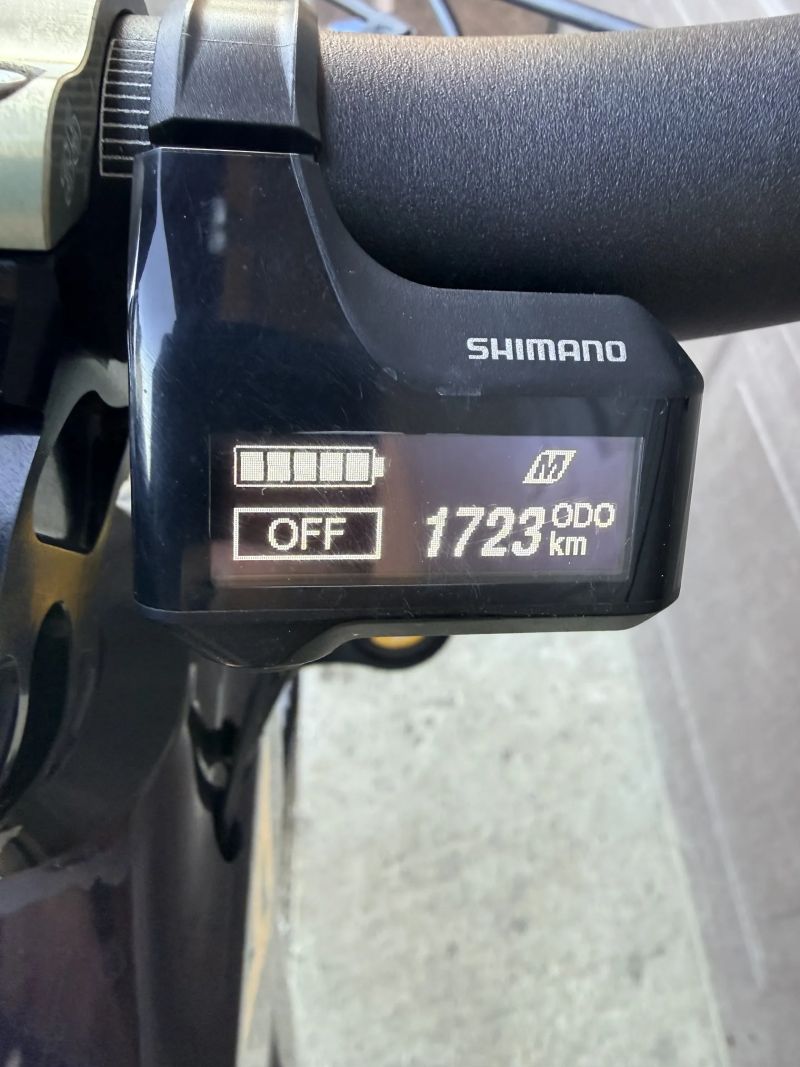 SHIMANO
M
OFF
1723 ODO km